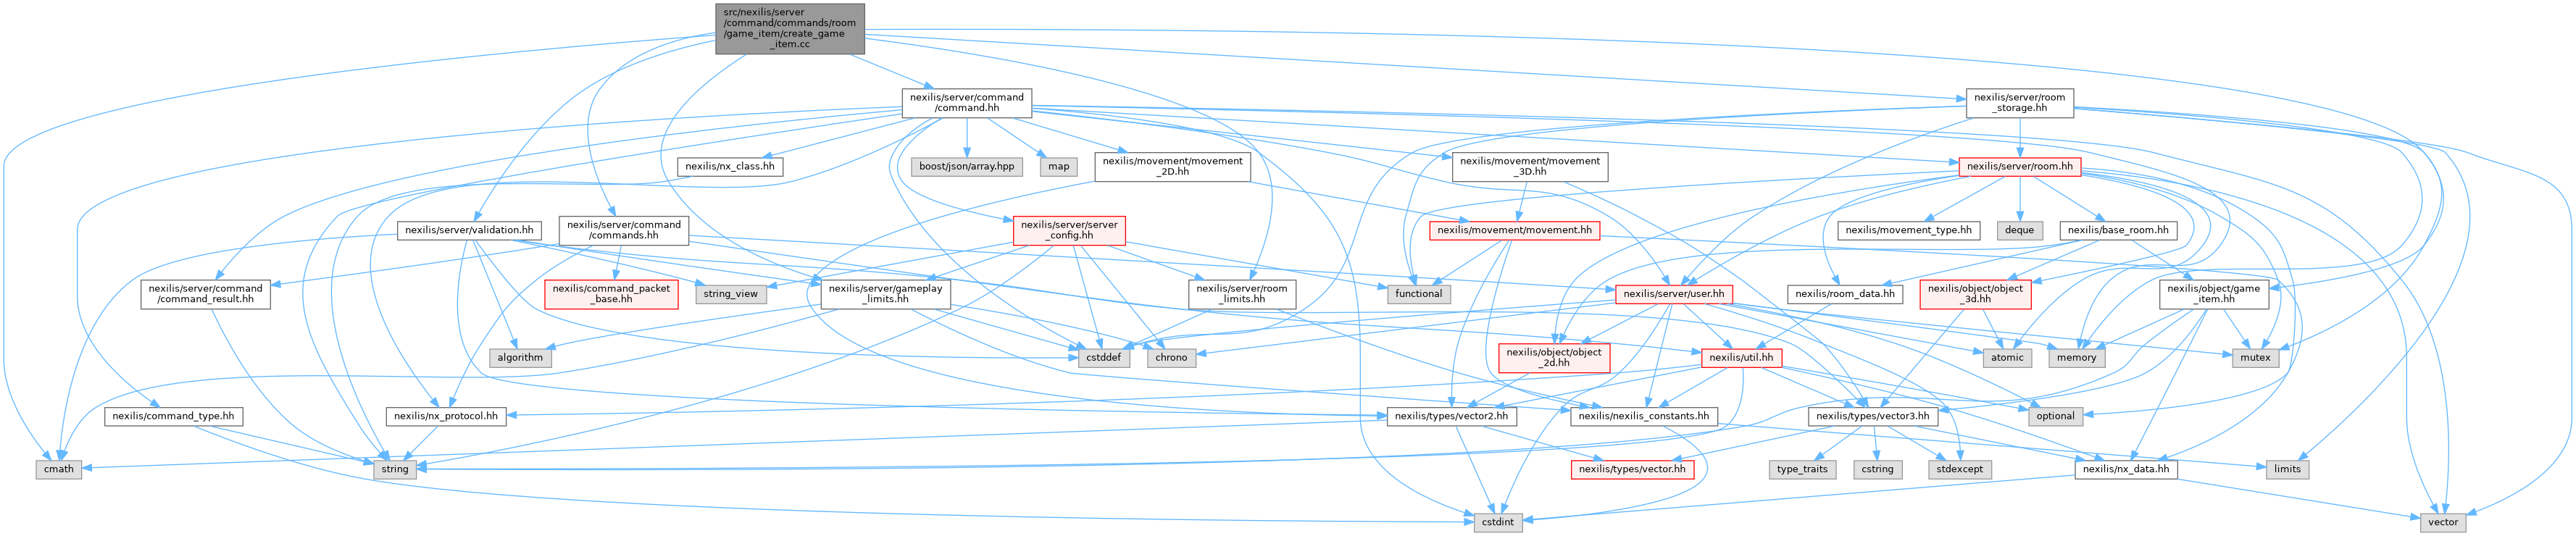 src/nexilis/server
/command/commands/room
/game_item/create_game
_item.cc
nexilis/server/command
/command.hh
nexilis/server/room
_storage.hh
nexilis/nx_class.hh
boost/json/array.hpp
map
nexilis/movement/movement
_2D.hh
nexilis/movement/movement
_3D.hh
nexilis/server/room.hh
nexilis/server/validation.hh
nexilis/server/command
/commands.hh
nexilis/server/server
_config.hh
nexilis/movement/movement.hh
nexilis/movement_type.hh
deque
nexilis/base_room.hh
nexilis/server/command
/command_result.hh
nexilis/command_packet
_base.hh
string_view
nexilis/server/gameplay
_limits.hh
nexilis/server/room
_limits.hh
functional
nexilis/server/user.hh
nexilis/room_data.hh
nexilis/object/object
_3d.hh
nexilis/object/game
_item.hh
algorithm
cstddef
chrono
nexilis/object/object
_2d.hh
nexilis/util.hh
atomic
memory
mutex
nexilis/command_type.hh
nexilis/nx_protocol.hh
nexilis/types/vector2.hh
nexilis/nexilis_constants.hh
nexilis/types/vector3.hh
optional
cmath
string
nexilis/types/vector.hh
type_traits
cstring
stdexcept
nexilis/nx_data.hh
limits
cstdint
vector